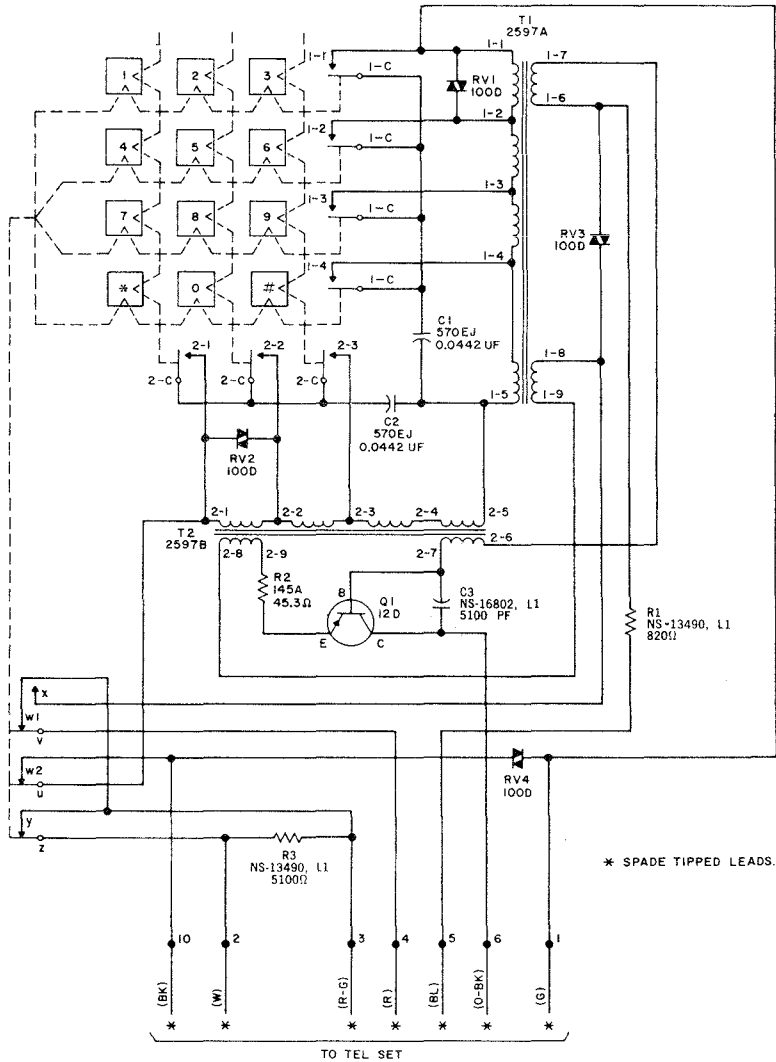 T1
2597A
1-1
1-7
1
2
3
1-1
1-C
RV1
100D
1-6
1-2
1-2
4
5
6
1-C
1-3
1-3
7
8
9
1-C
RV3
100D
1-4
1-4
*
0
#
1-C
C1
570EJ
0.0442 UF
1-8
2-1
2-2
2-3
2-C
2-C
2-C
1-5
1-9
C2
570EJ
0.0442 UF
RV2
100D
2-1
2-2
2-3
2-4
2-5
T2
2597B
2-6
2-8
2-9
2-7
R2
145A
45.3Ω
B
Q1
12D
E
C
C3
NS-16802, L1
5100 PF
R1
NS-13490, L1
820Ω
x
w1
v
w2
u
RV4
100D
y
z
R3
NS-13490, L1
5100Ω
* SPADE TIPPED LEADS.
10
2
3
4
5
6
1
(BK)
(W)
(R-G)
(R)
(BL)
(O-BK)
(G)
* * * * * * *
TO TEL SET